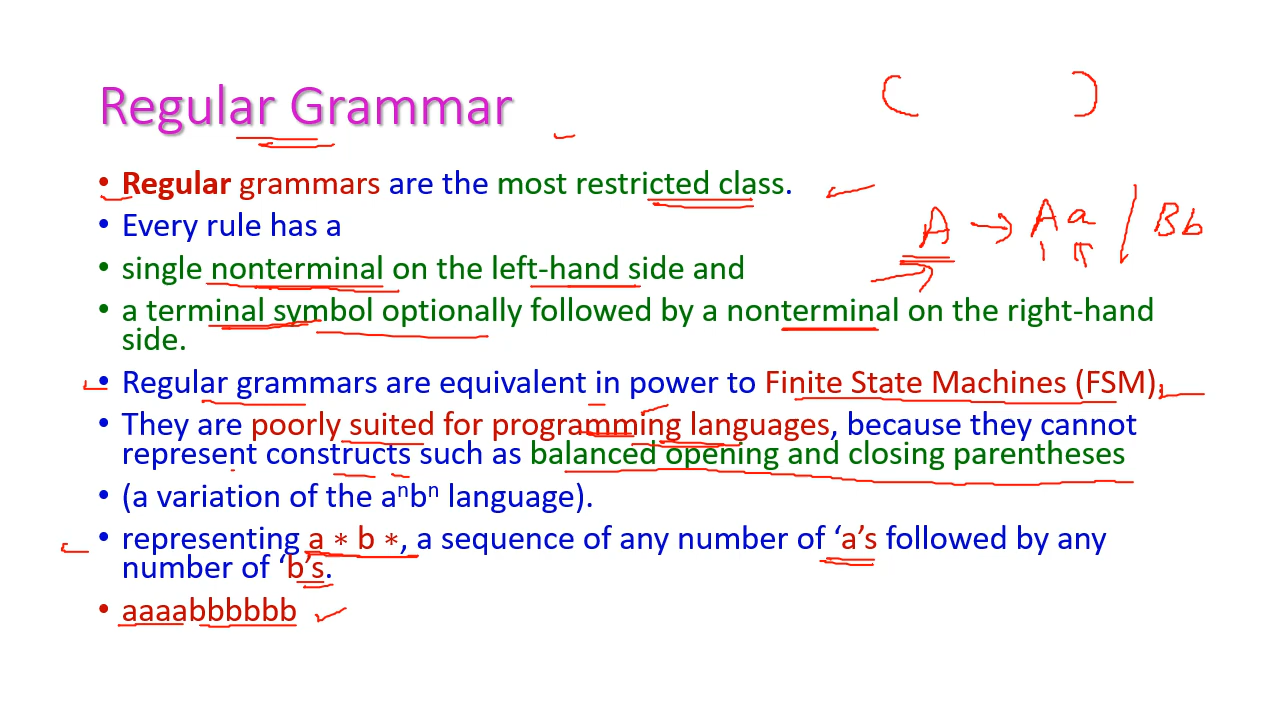 Regular Grammar
( )
• Regular grammars are the most restricted class.
A → Aa / Bb
• Every rule has a
• single nonterminal on the left-hand side and
• a terminal symbol optionally followed by a nonterminal on the right-hand
side.
• Regular grammars are equivalent in power to Finite State Machines (FSM).
• They are poorly suited for programming languages, because they cannot
represent constructs such as balanced opening and closing parentheses
• (a variation of the aⁿbⁿ language).
• representing a ∗ b ∗, a sequence of any number of ‘a’s followed by any
number of ‘b’s.
• aaaabbbbbb